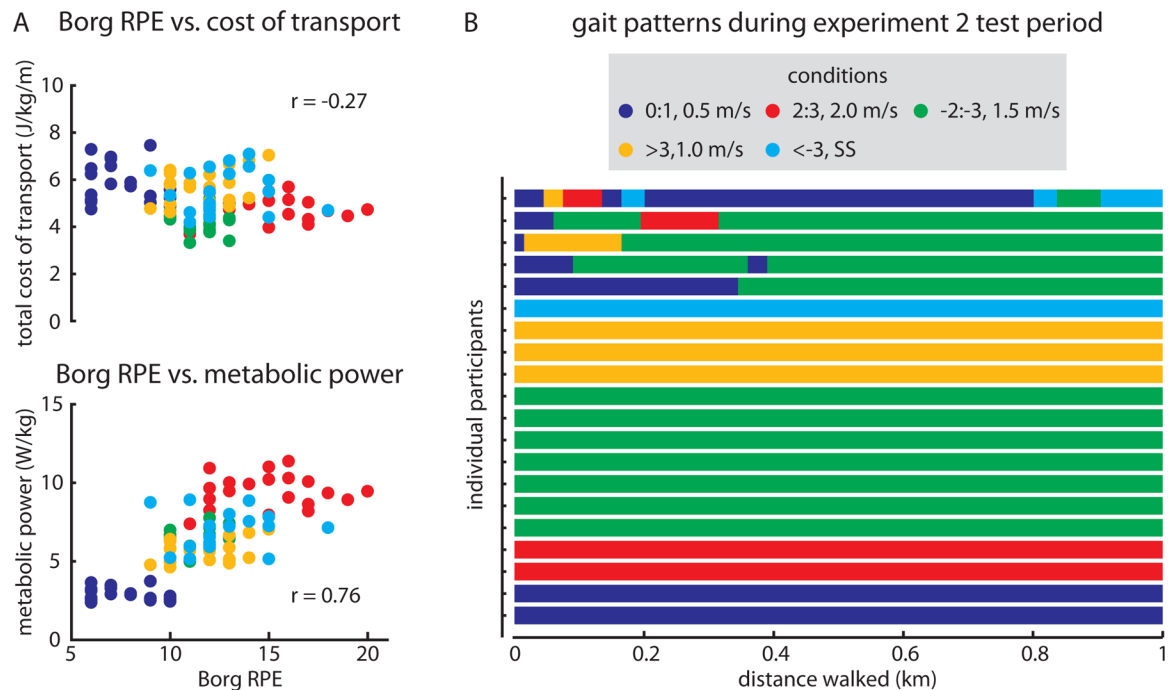 A
Borg RPE vs. cost of transport
total cost of transport (J/kg/m)
10
8
6
4
2
0
r = -0.27
Borg RPE vs. metabolic power
metabolic power (W/kg)
15
10
5
0
r = 0.76
5 10 15 20
Borg RPE
B
gait patterns during experiment 2 test period
conditions
0:1, 0.5 m/s 2:3, 2.0 m/s -2:-3, 1.5 m/s
>3,1.0 m/s <-3, SS
individual participants
0 0.2 0.4 0.6 0.8 1
distance walked (km)